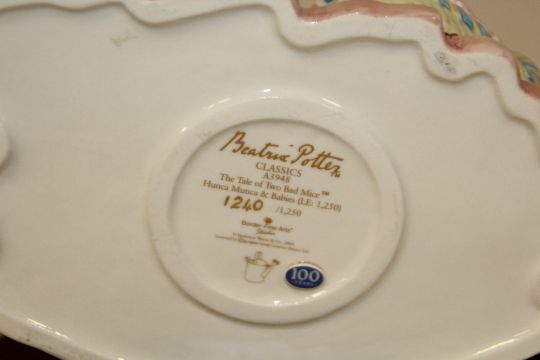 Beatrix Potter
CLASSICS
A3948
The Tale of Two Bad Mice™
Hunca Munca & Babies (LE: 1,250)
1240 /1,250
Border Fine Arts
Studio
100
YEARS